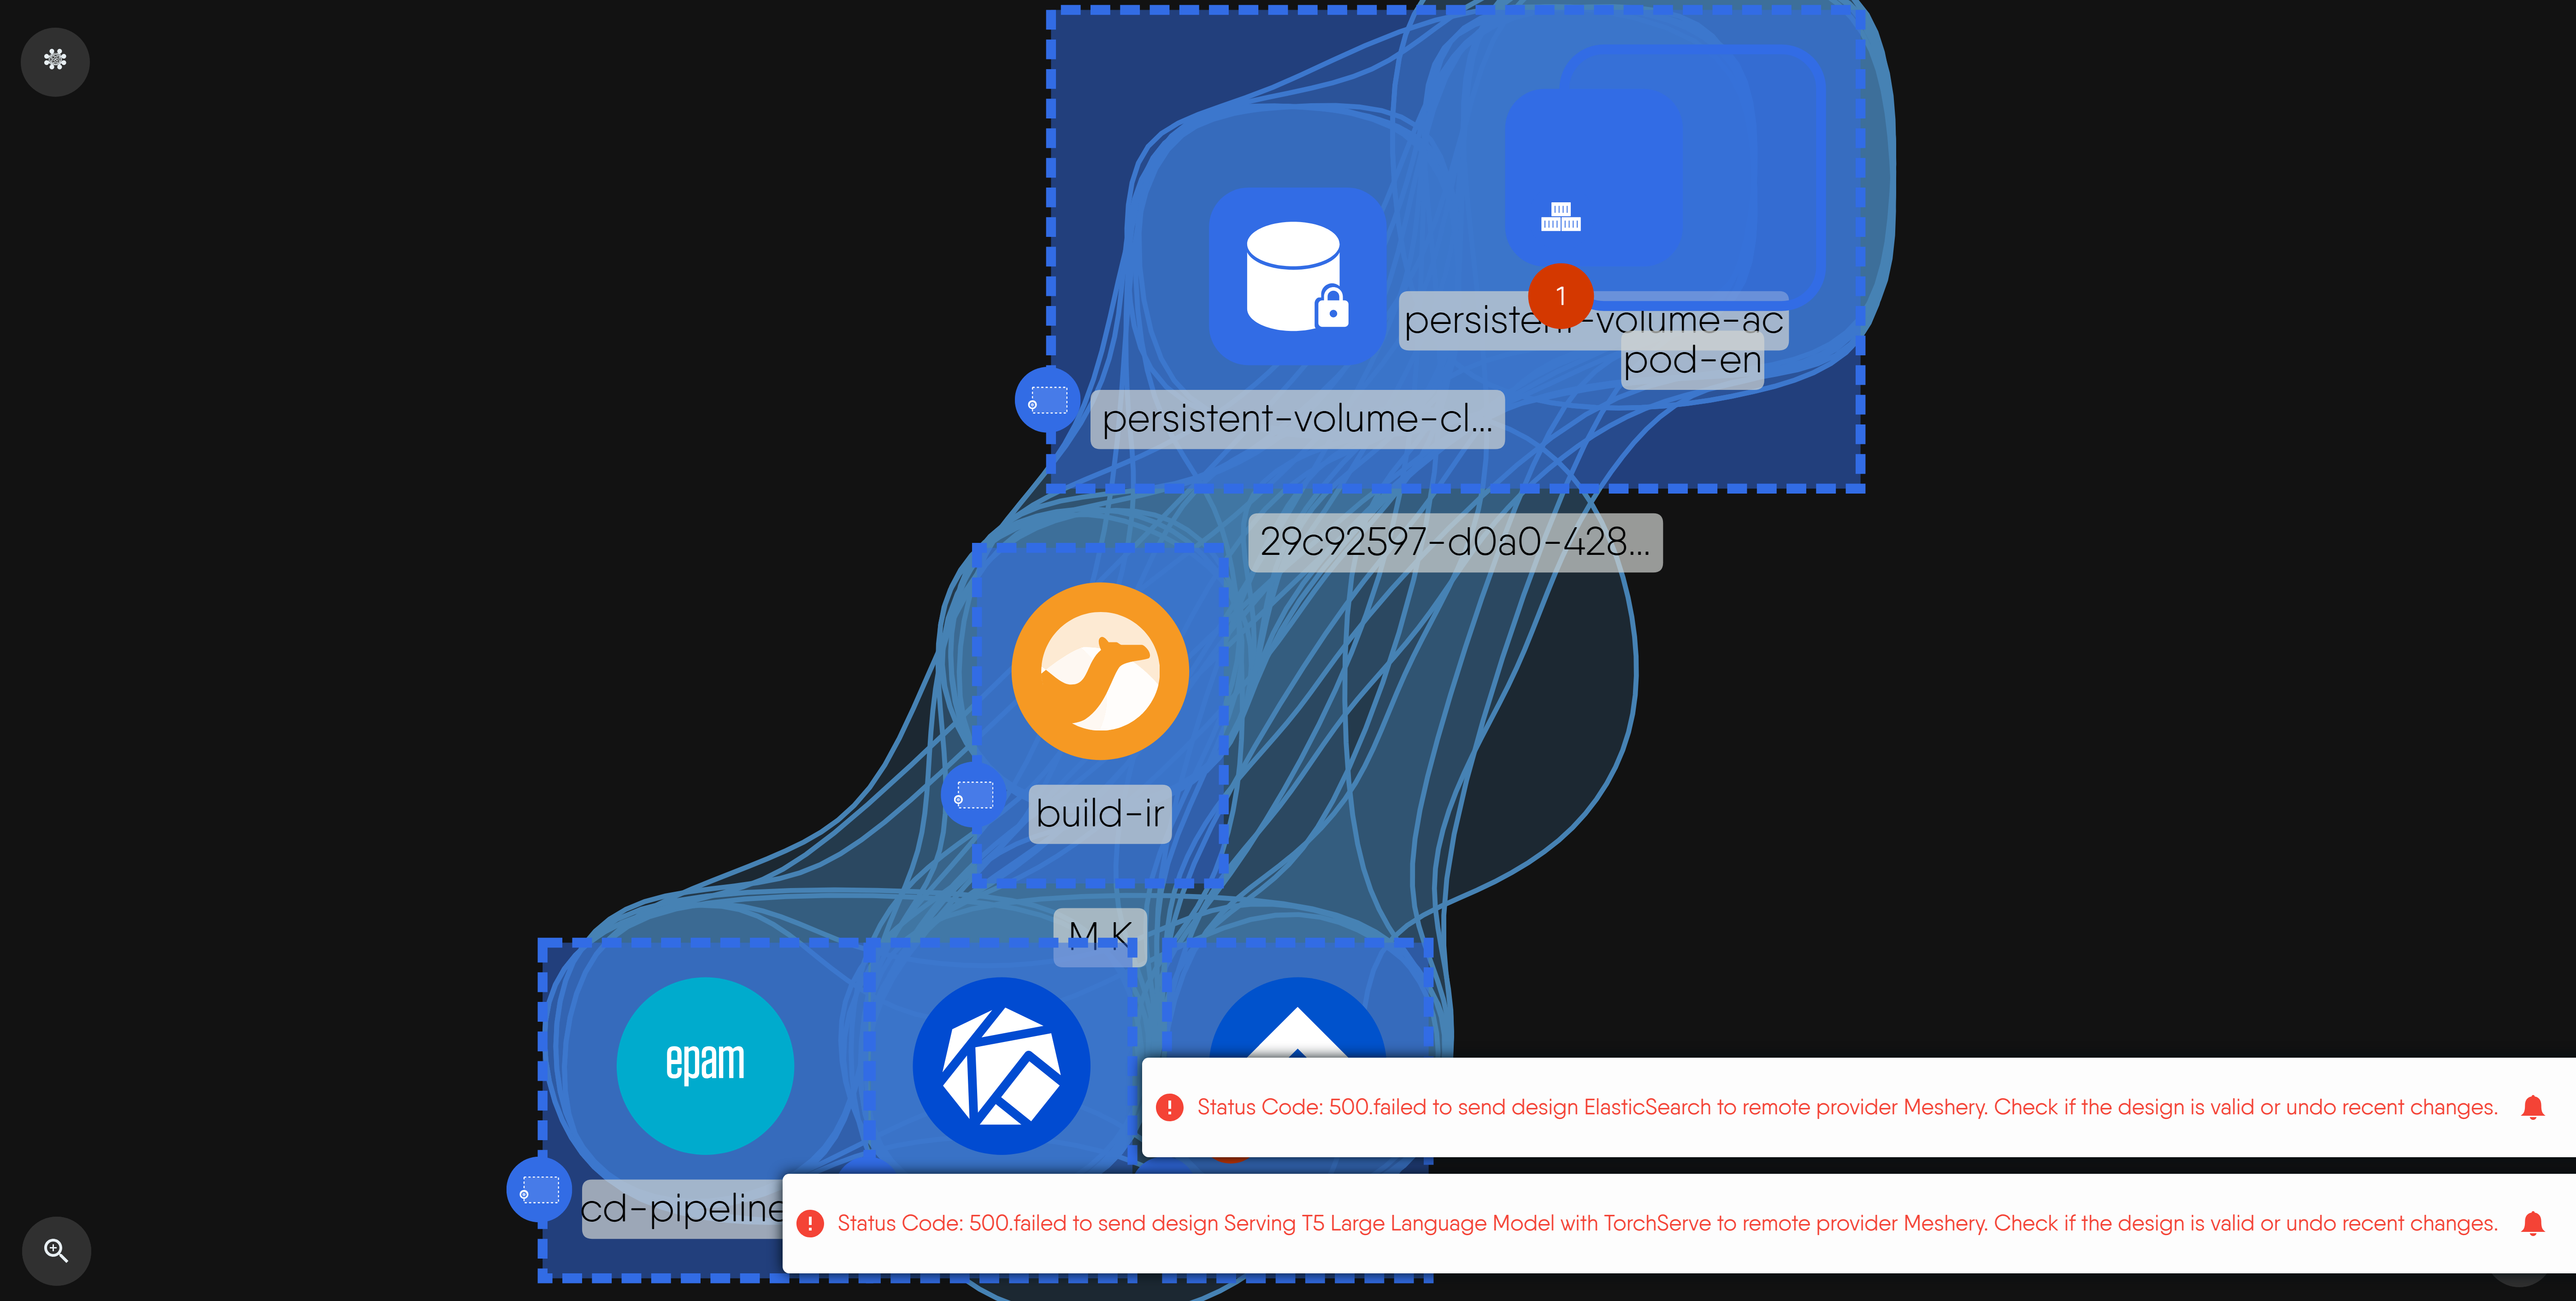 1
persistent-volume-ac
pod-en
persistent-volume-cl...
29c92597-d0a0-428...
build-ir
M K
epam
Status Code: 500.failed to send design ElasticSearch to remote provider Meshery. Check if the design is valid or undo recent changes.
cd-pipeline
Status Code: 500.failed to send design Serving T5 Large Language Model with TorchServe to remote provider Meshery. Check if the design is valid or undo recent changes.